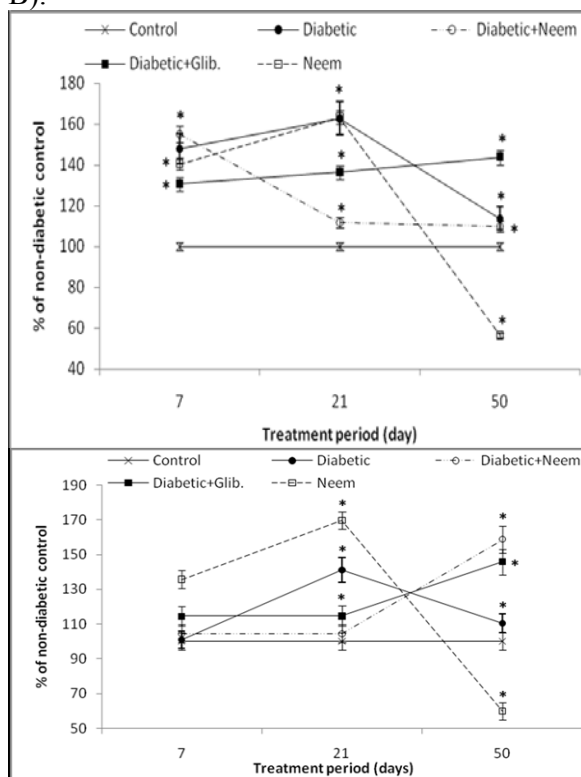 B).
Control Diabetic Diabetic+Neem
Diabetic+Glib. Neem
180
160
140
120
100
80
60
40
% of non-diabetic control
* * * * * * * * * * *
7 21 50
Treatment period (day)
Control Diabetic Diabetic+Neem
Diabetic+Glib. Neem
190
170
150
130
110
90
70
50
% of non-diabetic control
* * * * * * *
7 21 50
Treatment period (days)